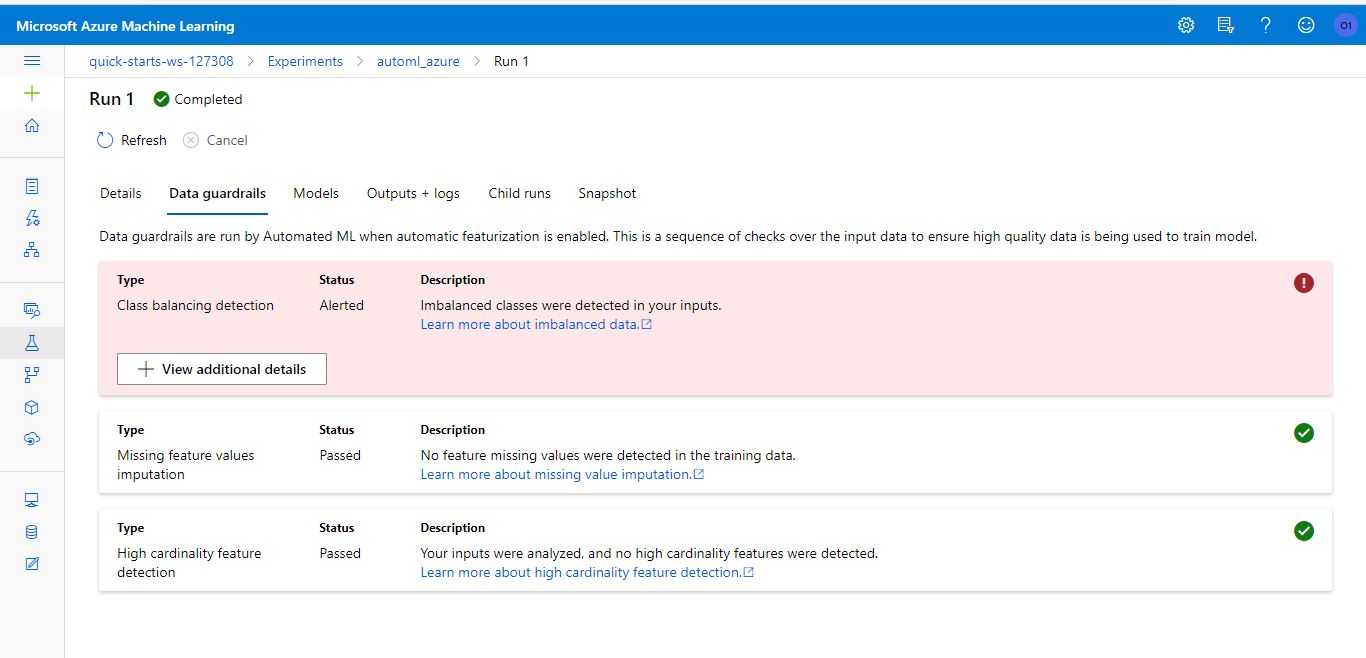 Microsoft Azure Machine Learning
O1
quick-starts-ws-127308 > Experiments > automl_azure > Run 1
Run 1 Completed
Refresh Cancel
Details Data guardrails Models Outputs + logs Child runs Snapshot
Data guardrails are run by Automated ML when automatic featurization is enabled. This is a sequence of checks over the input data to ensure high quality data is being used to train model.
Type Status Description
Class balancing detection Alerted Imbalanced classes were detected in your inputs.
Learn more about imbalanced data.
+ View additional details
Type Status Description
Missing feature values Passed No feature missing values were detected in the training data.
imputation Learn more about missing value imputation.
Type Status Description
High cardinality feature Passed Your inputs were analyzed, and no high cardinality features were detected.
detection Learn more about high cardinality feature detection.